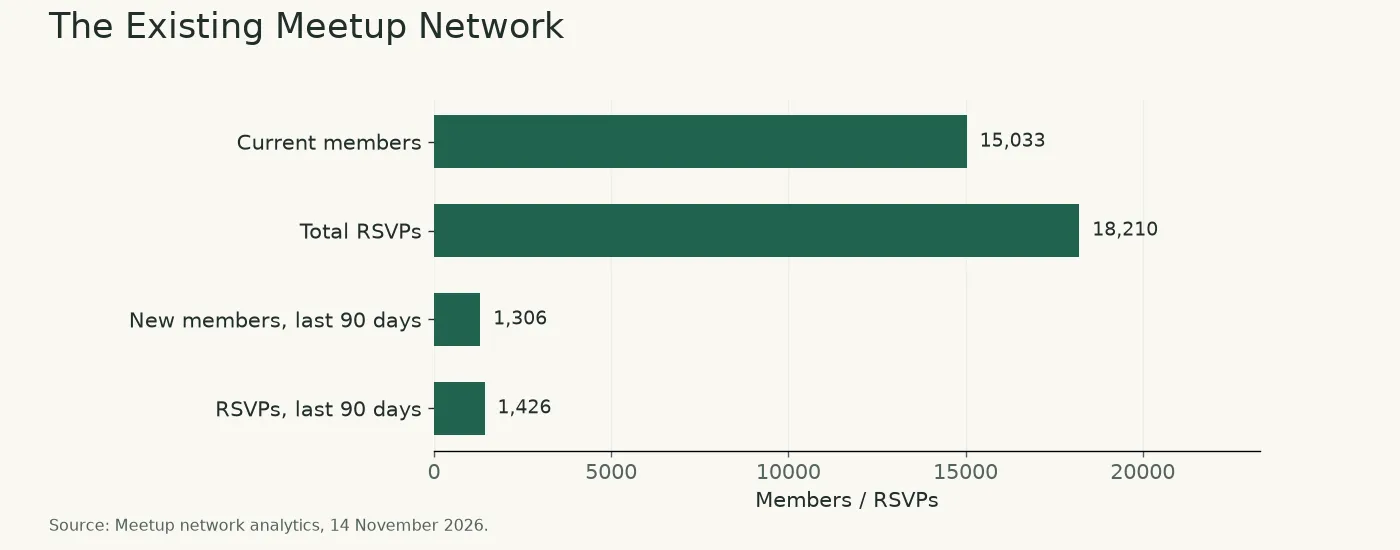 The Existing Meetup Network
Current members
15,033
Total RSVPs
18,210
New members, last 90 days
1,306
RSVPs, last 90 days
1,426
0 5000 10000 15000 20000
Members / RSVPs
Source: Meetup network analytics, 14 November 2026.